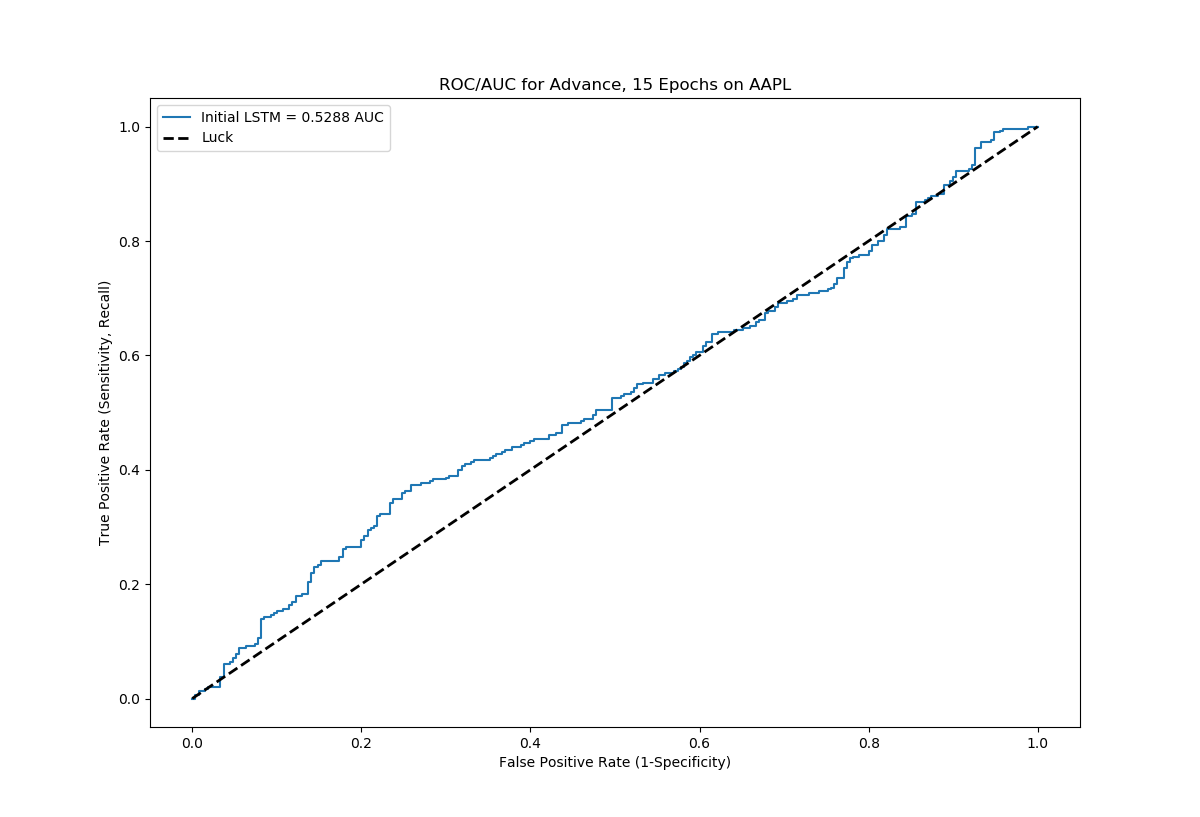 ROC/AUC for Advance, 15 Epochs on AAPL
Initial LSTM = 0.5288 AUC
Luck
1.0
0.8
0.6
0.4
0.2
0.0
True Positive Rate (Sensitivity, Recall)
0.0 0.2 0.4 0.6 0.8 1.0
False Positive Rate (1-Specificity)